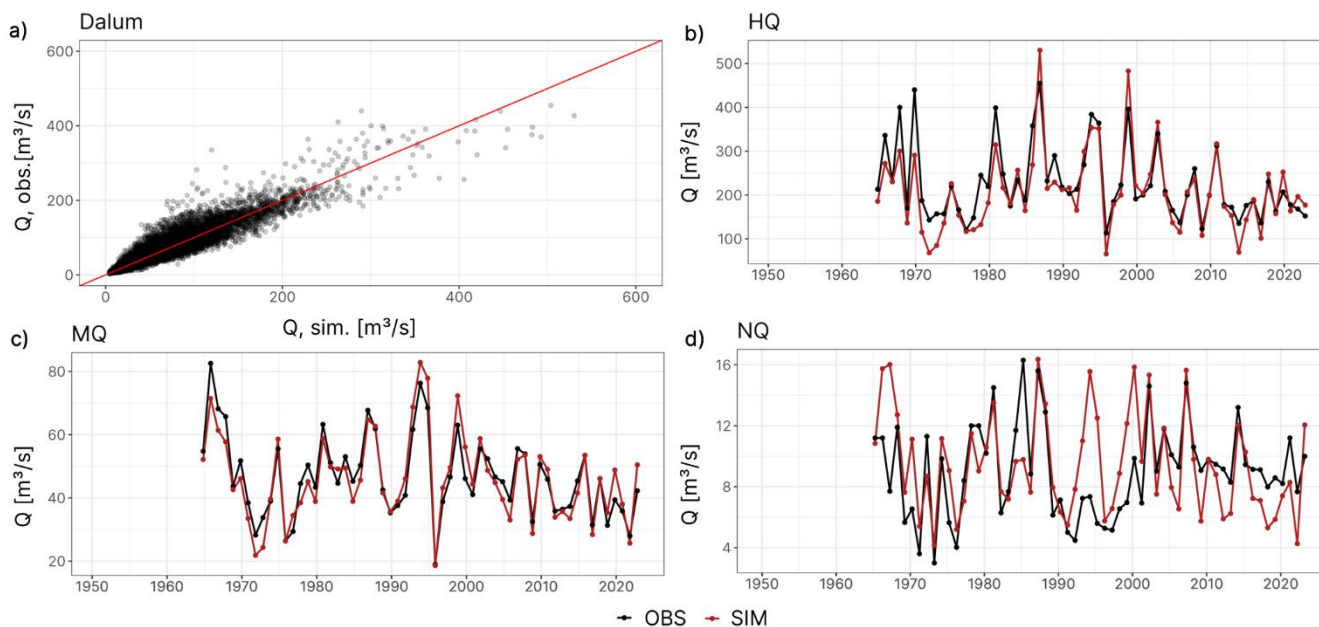 a) Dalum
600
400
200
0
Q, obs.[m³/s]
0 200 400 600
Q, sim. [m³/s]
b) HQ
500
400
300
200
100
Q [m³/s]
1950 1960 1970 1980 1990 2000 2010 2020
c) MQ
80
60
40
20
Q [m³/s]
1950 1960 1970 1980 1990 2000 2010 2020
d) NQ
16
12
8
4
Q [m³/s]
1950 1960 1970 1980 1990 2000 2010 2020
OBS SIM